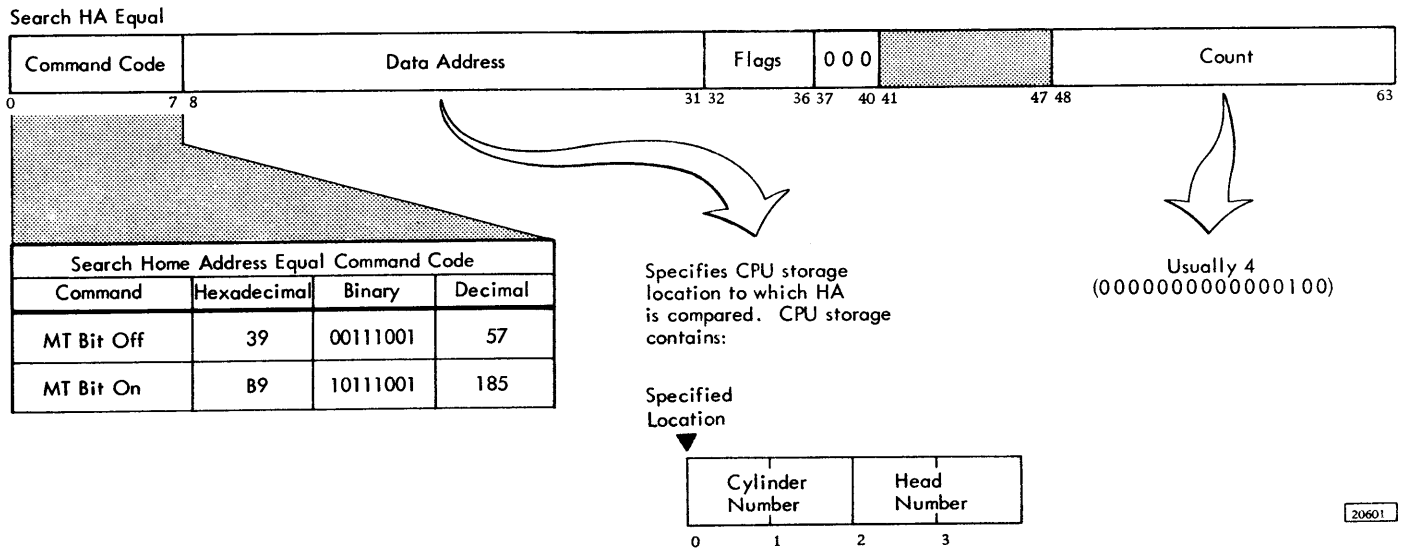 Search HA Equal
Command Code Data Address Flags 0 0 0 Count
0 7 8 31 32 36 37 40 41 47 48 63
Search Home Address Equal Command Code
Command Hexadecimal Binary Decimal
MT Bit Off 39 00111001 57
MT Bit On B9 10111001 185
Specifies CPU storage
location to which HA
is compared. CPU storage
contains:
Specified
Location
Cylinder
Number
Head
Number
0 1 2 3
Usually 4
(0000000000000100)
20601